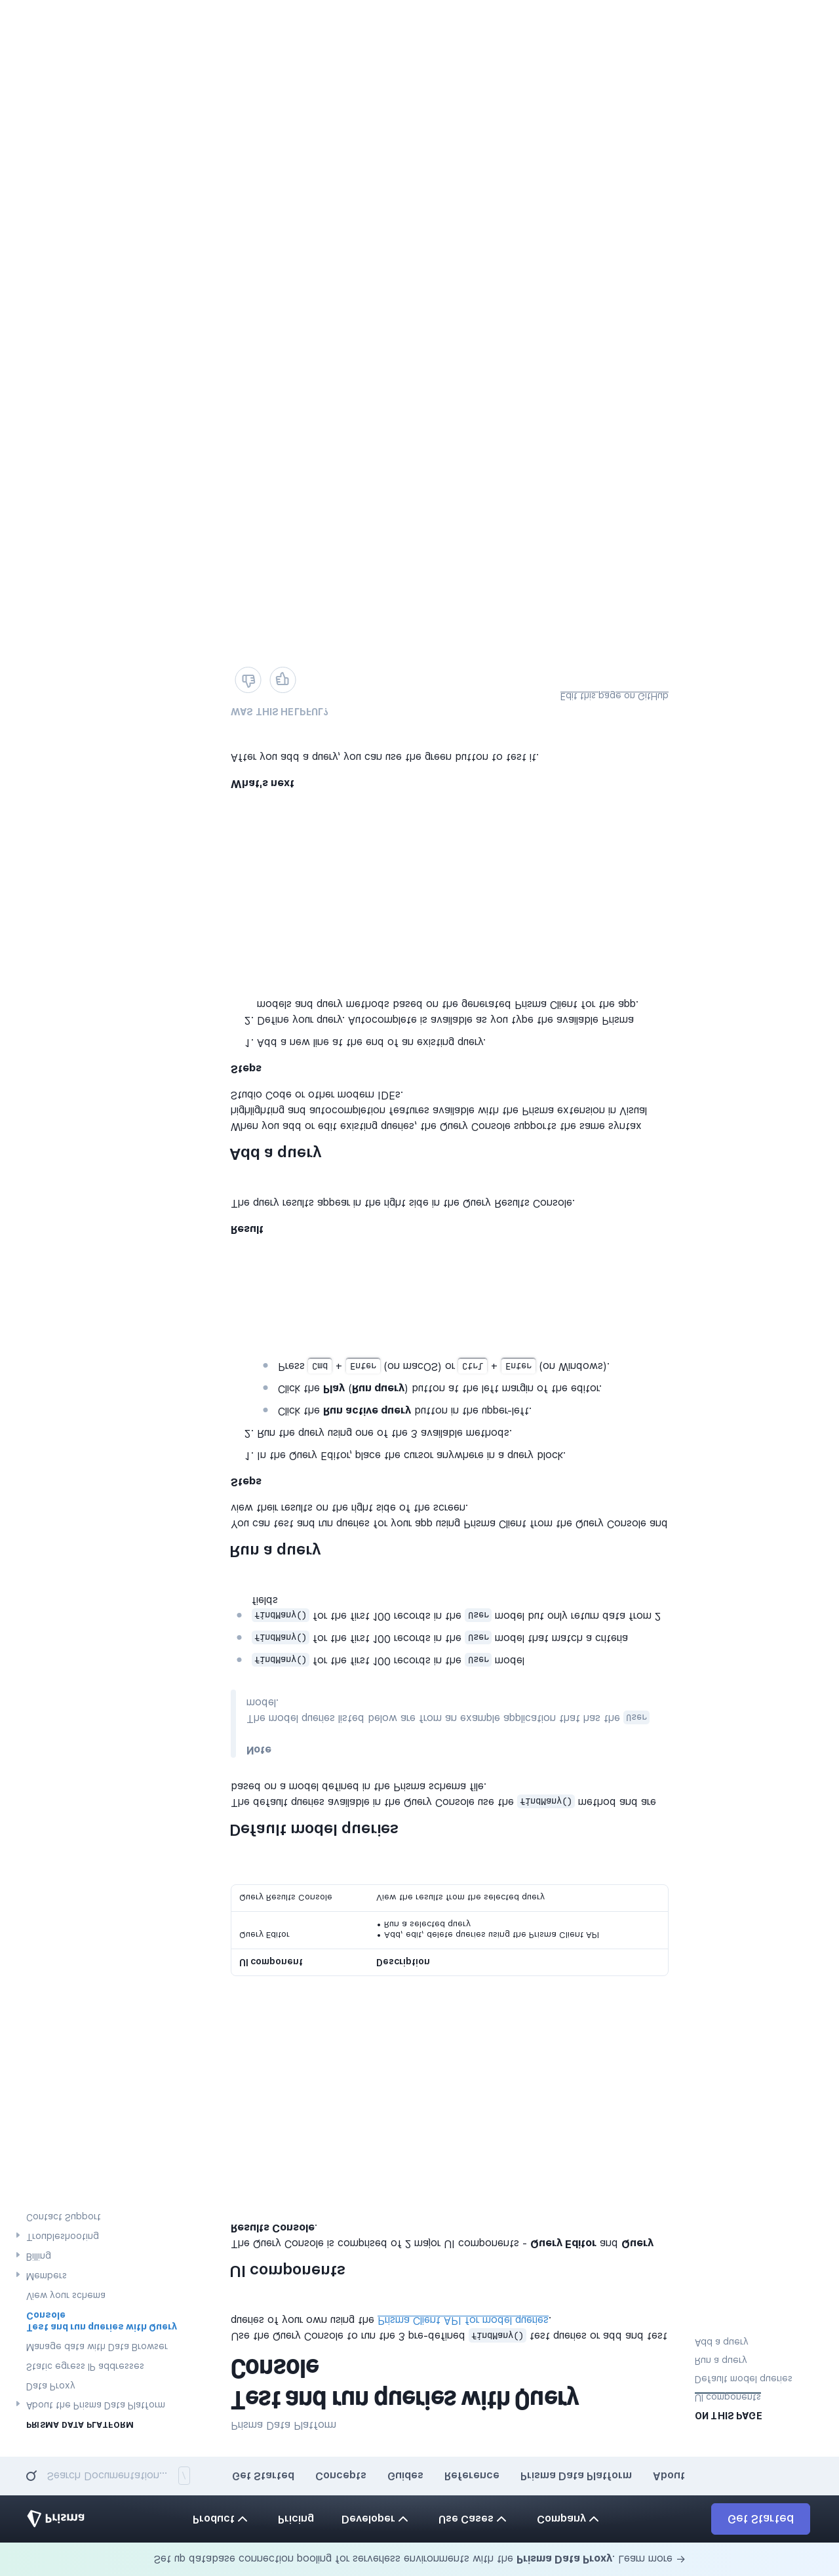 Set up database connection pooling for serverless environments with the Prisma Data Proxy. Learn more →
Prisma
Product
Pricing
Developer
Use Cases
Company
Get Started
Search Documentation...
/
Get Started
Concepts
Guides
Reference
Prisma Data Platform
About
PRISMA DATA PLATFORM
About the Prisma Data Platform
Data Proxy
Static egress IP addresses
Manage data with Data Browser
Test and run queries with Query
Console
View your schema
Members
Billing
Troubleshooting
Contact Support
Prisma Data Platform
Test and run queries with Query
Console
Use the Query Console to run the 3 pre-defined findMany() test queries or add and test
queries of your own using the Prisma Client API for model queries.
UI components
The Query Console is comprised of 2 major UI components - Query Editor and Query
Results Console.
UI component Description
Query Editor • Add, edit, delete queries using the Prisma Client API
• Run a selected query
Query Results Console View the results from the selected query
Default model queries
The default queries available in the Query Console use the findMany() method and are
based on a model defined in the Prisma schema file.
Note
The model queries listed below are from an example application that has the User
model.
findMany() for the first 100 records in the User model
findMany() for the first 100 records in the User model that match a criteria
findMany() for the first 100 records in the User model but only return data from 2
fields
Run a query
You can test and run queries for your app using Prisma Client from the Query Console and
view their results on the right side of the screen.
Steps
1. In the Query Editor, place the cursor anywhere in a query block.
2. Run the query using one of the 3 available methods.
Click the Run active query button in the upper-left.
Click the Play (Run query) button at the left margin of the editor.
Press Cmd + Enter (on macOS) or Ctrl + Enter (on Windows).
Result
The query results appear in the right side in the Query Results Console.
Add a query
When you add or edit existing queries, the Query Console supports the same syntax
highlighting and autocompletion features available with the Prisma extension in Visual
Studio Code or other modern IDEs.
Steps
1. Add a new line at the end of an existing query.
2. Define your query. Autocomplete is available as you type the available Prisma
models and query methods based on the generated Prisma Client for the app.
What's next
After you add a query, you can use the green button to test it.
WAS THIS HELPFUL?
Edit this page on GitHub
ON THIS PAGE
UI components
Default model queries
Run a query
Add a query